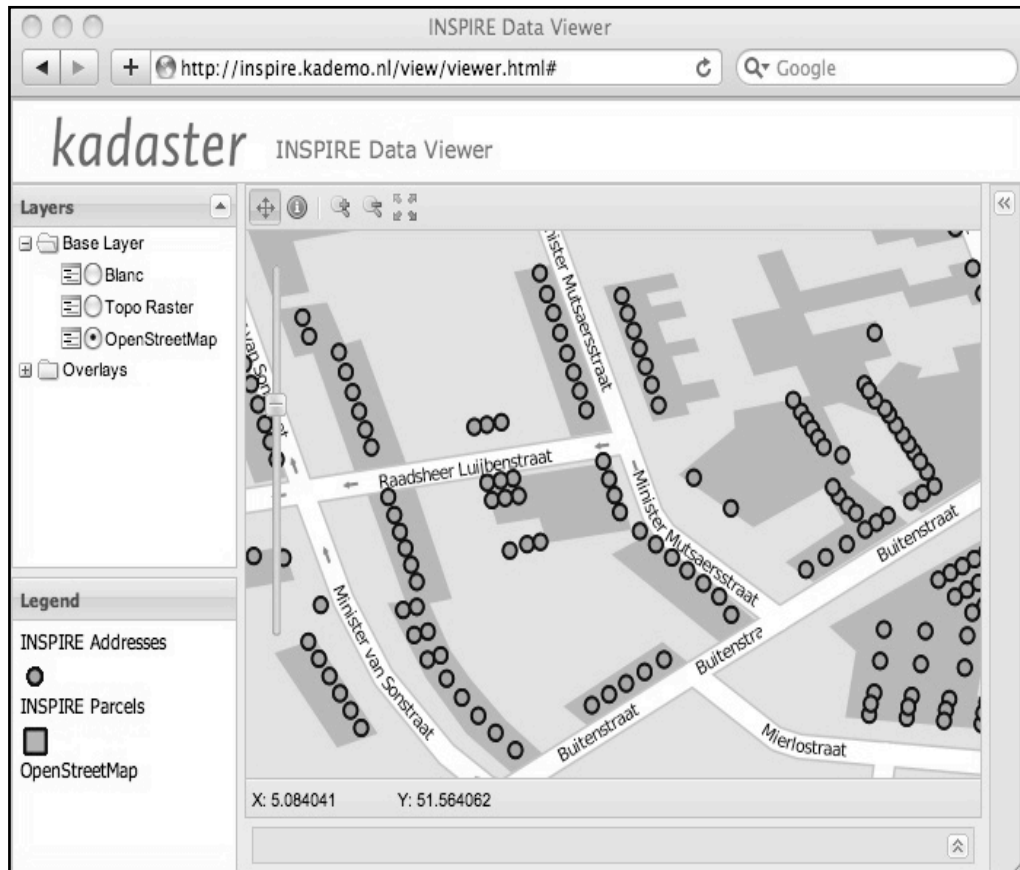 INSPIRE Data Viewer
http://inspire.kademo.nl/view/viewer.html#
Google
kadaster INSPIRE Data Viewer
Layers
Base Layer
Blanc
Topo Raster
OpenStreetMap
Overlays
Legend
INSPIRE Addresses
INSPIRE Parcels
OpenStreetMap
Minister Mutsaersstraat
Raadsheer Luijbenstraat
Minister Mutsaersstraat
Buitenstraat
Minister van Sonstraat
Buitenstra
Buitenstraat
Mierlostraat
X: 5.084041 Y: 51.564062